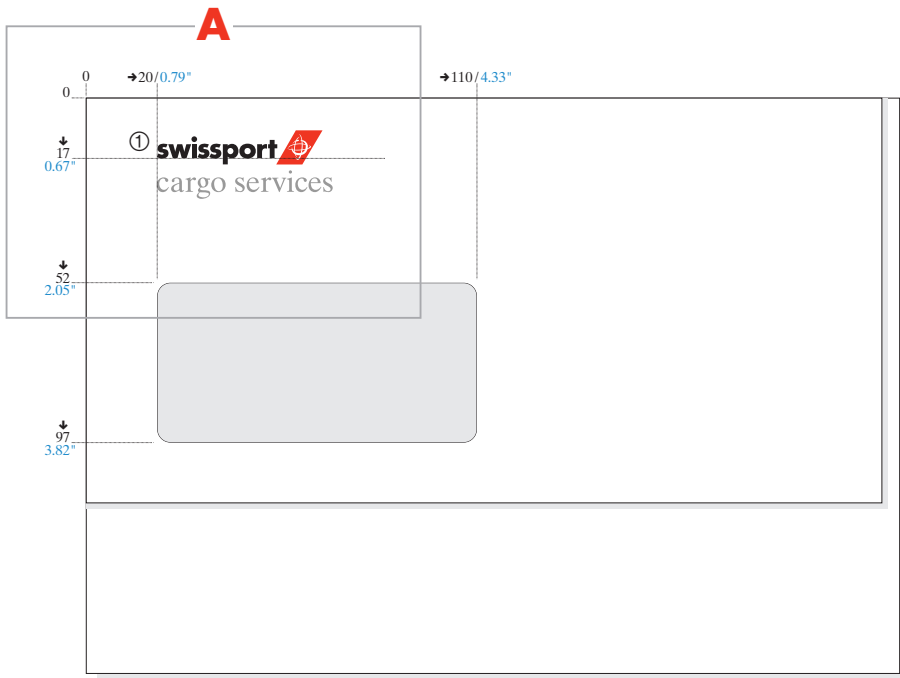 A
0 →20/0.79" →110/4.33"
0
①
swissport
↓
17
0.67"
cargo services
↓
52
2.05"
↓
97
3.82"